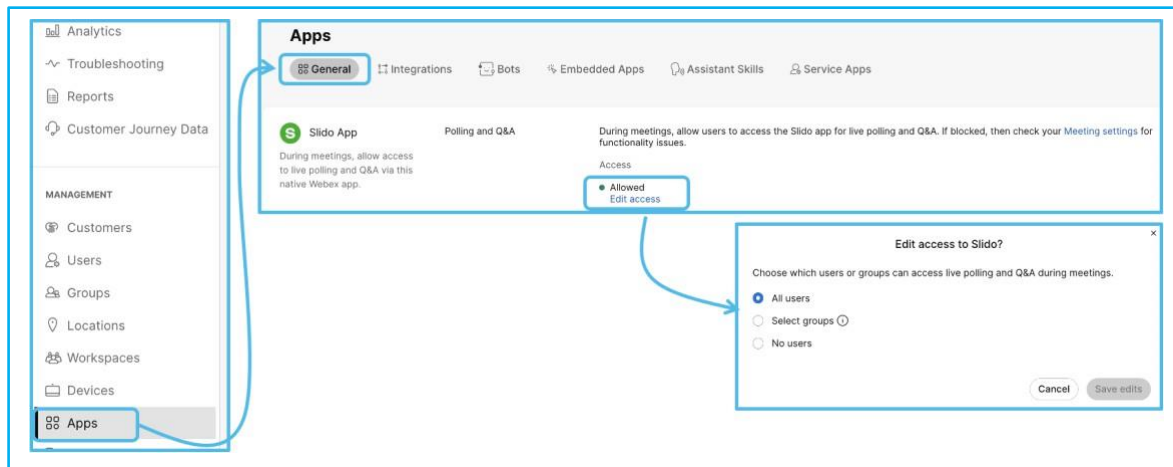 Analytics
Troubleshooting
Reports
Customer Journey Data
MANAGEMENT
Customers
Users
Groups
Locations
Workspaces
Devices
Apps
Apps
General Integrations Bots Embedded Apps Assistant Skills Service Apps
Slido App
During meetings, allow access
to live polling and Q&A via this
native Webex app.
Polling and Q&A
During meetings, allow users to access the Slido app for live polling and Q&A. If blocked, then check your Meeting settings for
functionality issues.
Access
Allowed
Edit access
Edit access to Slido?
Choose which users or groups can access live polling and Q&A during meetings.
All users
Select groups
No users
Cancel Save edits